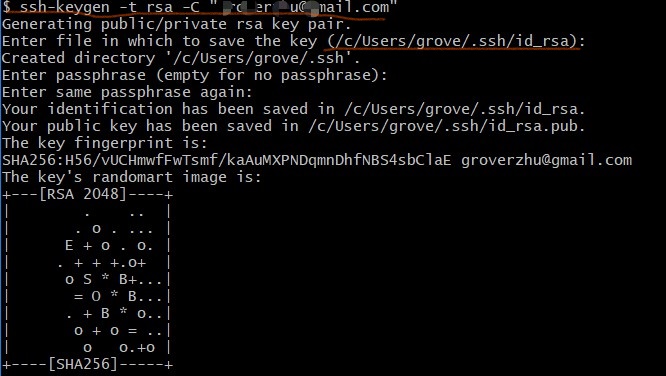 $ ssh-keygen -t rsa -C "@mail.com"
Generating public/private rsa key pair.
Enter file in which to save the key (/c/Users/grove/.ssh/id_rsa):
Created directory '/c/Users/grove/.ssh'.
Enter passphrase (empty for no passphrase):
Enter same passphrase again:
Your identification has been saved in /c/Users/grove/.ssh/id_rsa.
Your public key has been saved in /c/Users/grove/.ssh/id_rsa.pub.
The key fingerprint is:
SHA256:H56/vUCHmwfFwTsmf/kaAuMXPNDqmnDhfNBS4sbClaE groverzhu@gmail.com
The key's randomart image is:
+---[RSA 2048]----+
|       .    ..   |
|      . o . ...  |
|     E + o . o.  |
|    . + + +.o+   |
|     o S * B+...|
|      = O * B...|
|     . + B * o..|
|      o + o = ..|
|       o   o.+o |
+----[SHA256]-----+